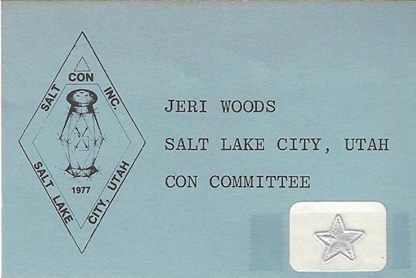 SALT CON INC.
SALT LAKE CITY, UTAH
1977
JERI WOODS
SALT LAKE CITY, UTAH
CON COMMITTEE